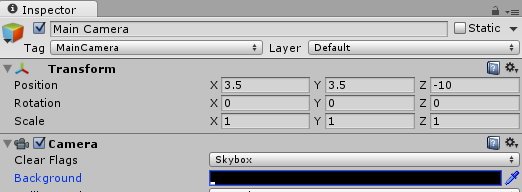 Inspector
Main Camera Static
Tag MainCamera Layer Default
Transform
Position X 3.5 Y 3.5 Z -10
Rotation X 0 Y 0 Z 0
Scale X 1 Y 1 Z 1
Camera
Clear Flags Skybox
Background